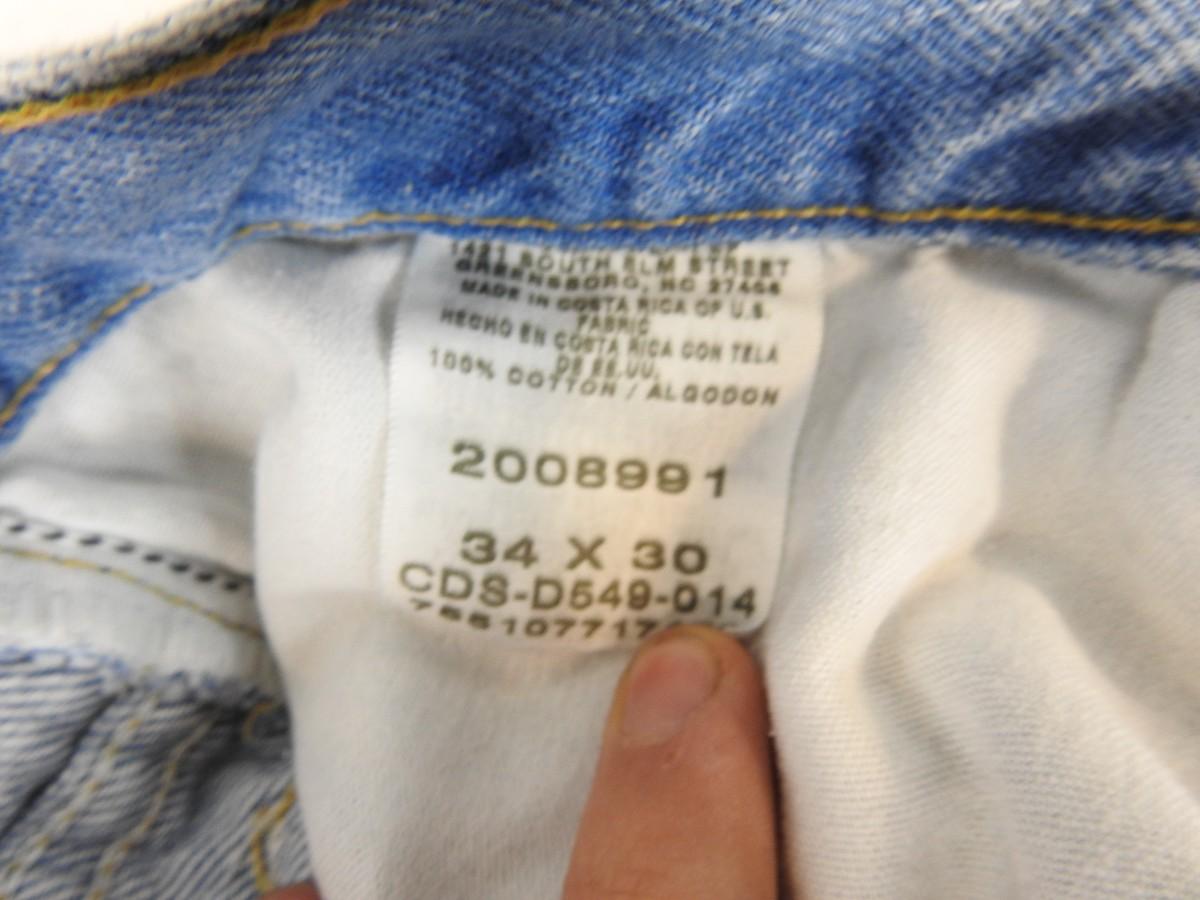 1421 SOUTH ELM STREET
GREENSBORO, NC 27406
MADE IN COSTA RICA OF U.S.
FABRIC
HECHO EN COSTA RICA CON TELA
DE EE.UU.
100% COTTON / ALGODON
2008991
34 X 30
CDS-D549-014